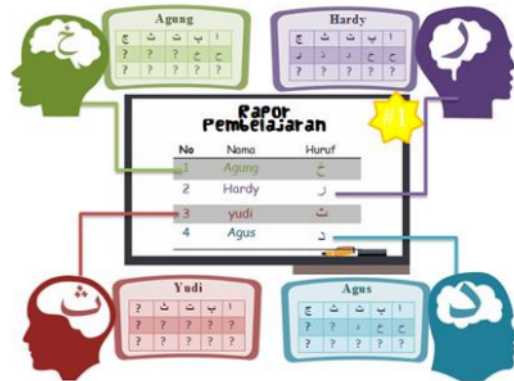 Agung
ا ب ت ث ج
ح خ ? ? ?
? ? ? ? ?
خ
Hardy
ا ب ت ث ج
ح خ د ذ ر
? ? ? ? ?
ر
#1
Rapor
Pembelajaran
No Nama Huruf
1 Agung خ
2 Hardy ر
3 yudi ث
4 Agus د
Yudi
ا ب ت ث ?
? ? ? ? ?
? ? ? ? ?
ث
Agus
ا ب ت ث ج
ح خ د ? ?
? ? ? ? ?
د